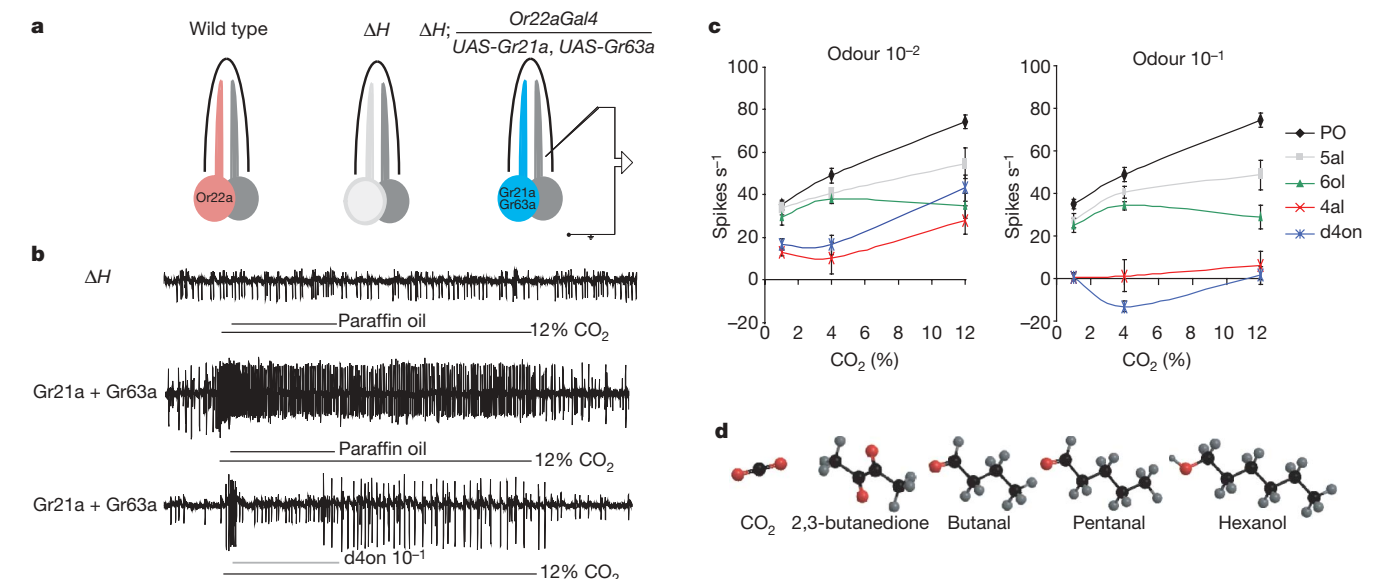 a
Wild type
ΔH
ΔH; Or22aGal4
UAS-Gr21a, UAS-Gr63a
Or22a
Gr21a
Gr63a
b
ΔH
Paraffin oil
12% CO₂
Gr21a + Gr63a
Paraffin oil
12% CO₂
Gr21a + Gr63a
d4on 10⁻¹
12% CO₂
c
Odour 10⁻²
100
80
60
40
20
0
–20
Spikes s⁻¹
0 2 4 6 8 10 12
CO₂ (%)
Odour 10⁻¹
100
80
60
40
20
0
–20
Spikes s⁻¹
0 2 4 6 8 10 12
CO₂ (%)
PO
5al
6ol
4al
d4on
d
CO₂ 2,3-butanedione Butanal Pentanal Hexanol